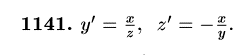 1141. y′ = x/z, z′ = −x/y.